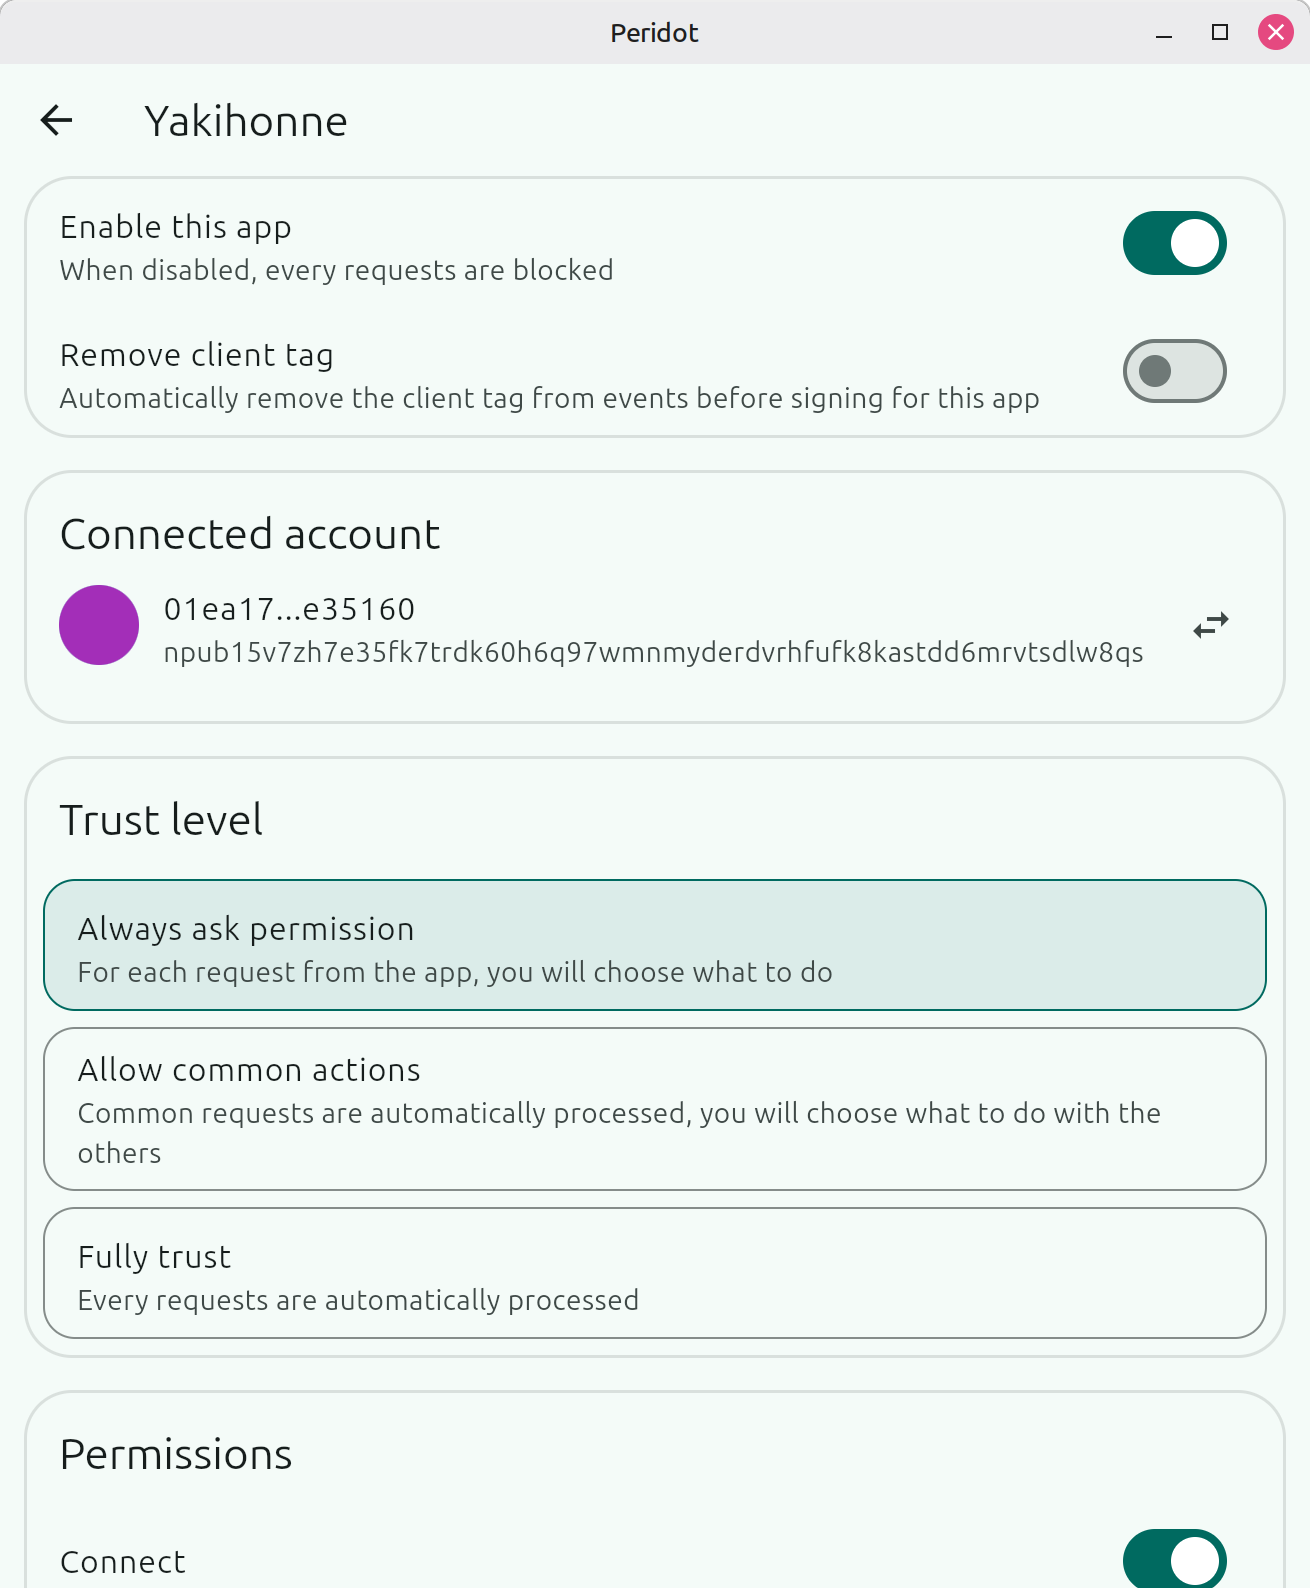 Peridot
Yakihonne
Enable this app
When disabled, every requests are blocked
Remove client tag
Automatically remove the client tag from events before signing for this app
Connected account
01ea17...e35160
npub15v7zh7e35fk7trdk60h6q97wmnmyderdvrhfufk8kastdd6mrvtsdlw8qs
Trust level
Always ask permission
For each request from the app, you will choose what to do
Allow common actions
Common requests are automatically processed, you will choose what to do with the
others
Fully trust
Every requests are automatically processed
Permissions
Connect